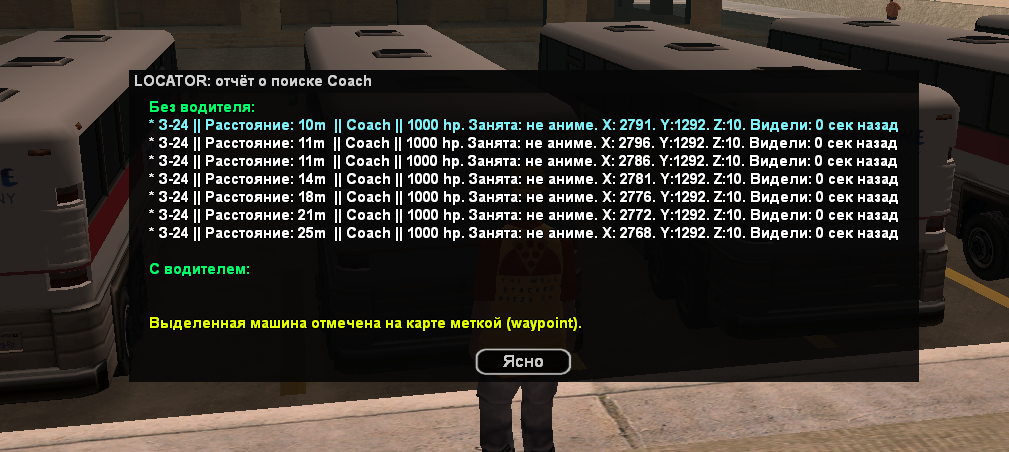 LOCATOR: отчёт о поиске Coach
Без водителя:
* З-24 || Расстояние: 10m || Coach || 1000 hp. Занята: не аниме. X: 2791. Y:1292. Z:10. Видели: 0 сек назад
* З-24 || Расстояние: 11m || Coach || 1000 hp. Занята: не аниме. X: 2796. Y:1292. Z:10. Видели: 0 сек назад
* З-24 || Расстояние: 11m || Coach || 1000 hp. Занята: не аниме. X: 2786. Y:1292. Z:10. Видели: 0 сек назад
* З-24 || Расстояние: 14m || Coach || 1000 hp. Занята: не аниме. X: 2781. Y:1292. Z:10. Видели: 0 сек назад
* З-24 || Расстояние: 18m || Coach || 1000 hp. Занята: не аниме. X: 2776. Y:1292. Z:10. Видели: 0 сек назад
* З-24 || Расстояние: 21m || Coach || 1000 hp. Занята: не аниме. X: 2772. Y:1292. Z:10. Видели: 0 сек назад
* З-24 || Расстояние: 25m || Coach || 1000 hp. Занята: не аниме. X: 2768. Y:1292. Z:10. Видели: 0 сек назад
С водителем:
Выделенная машина отмечена на карте меткой (waypoint).
Ясно